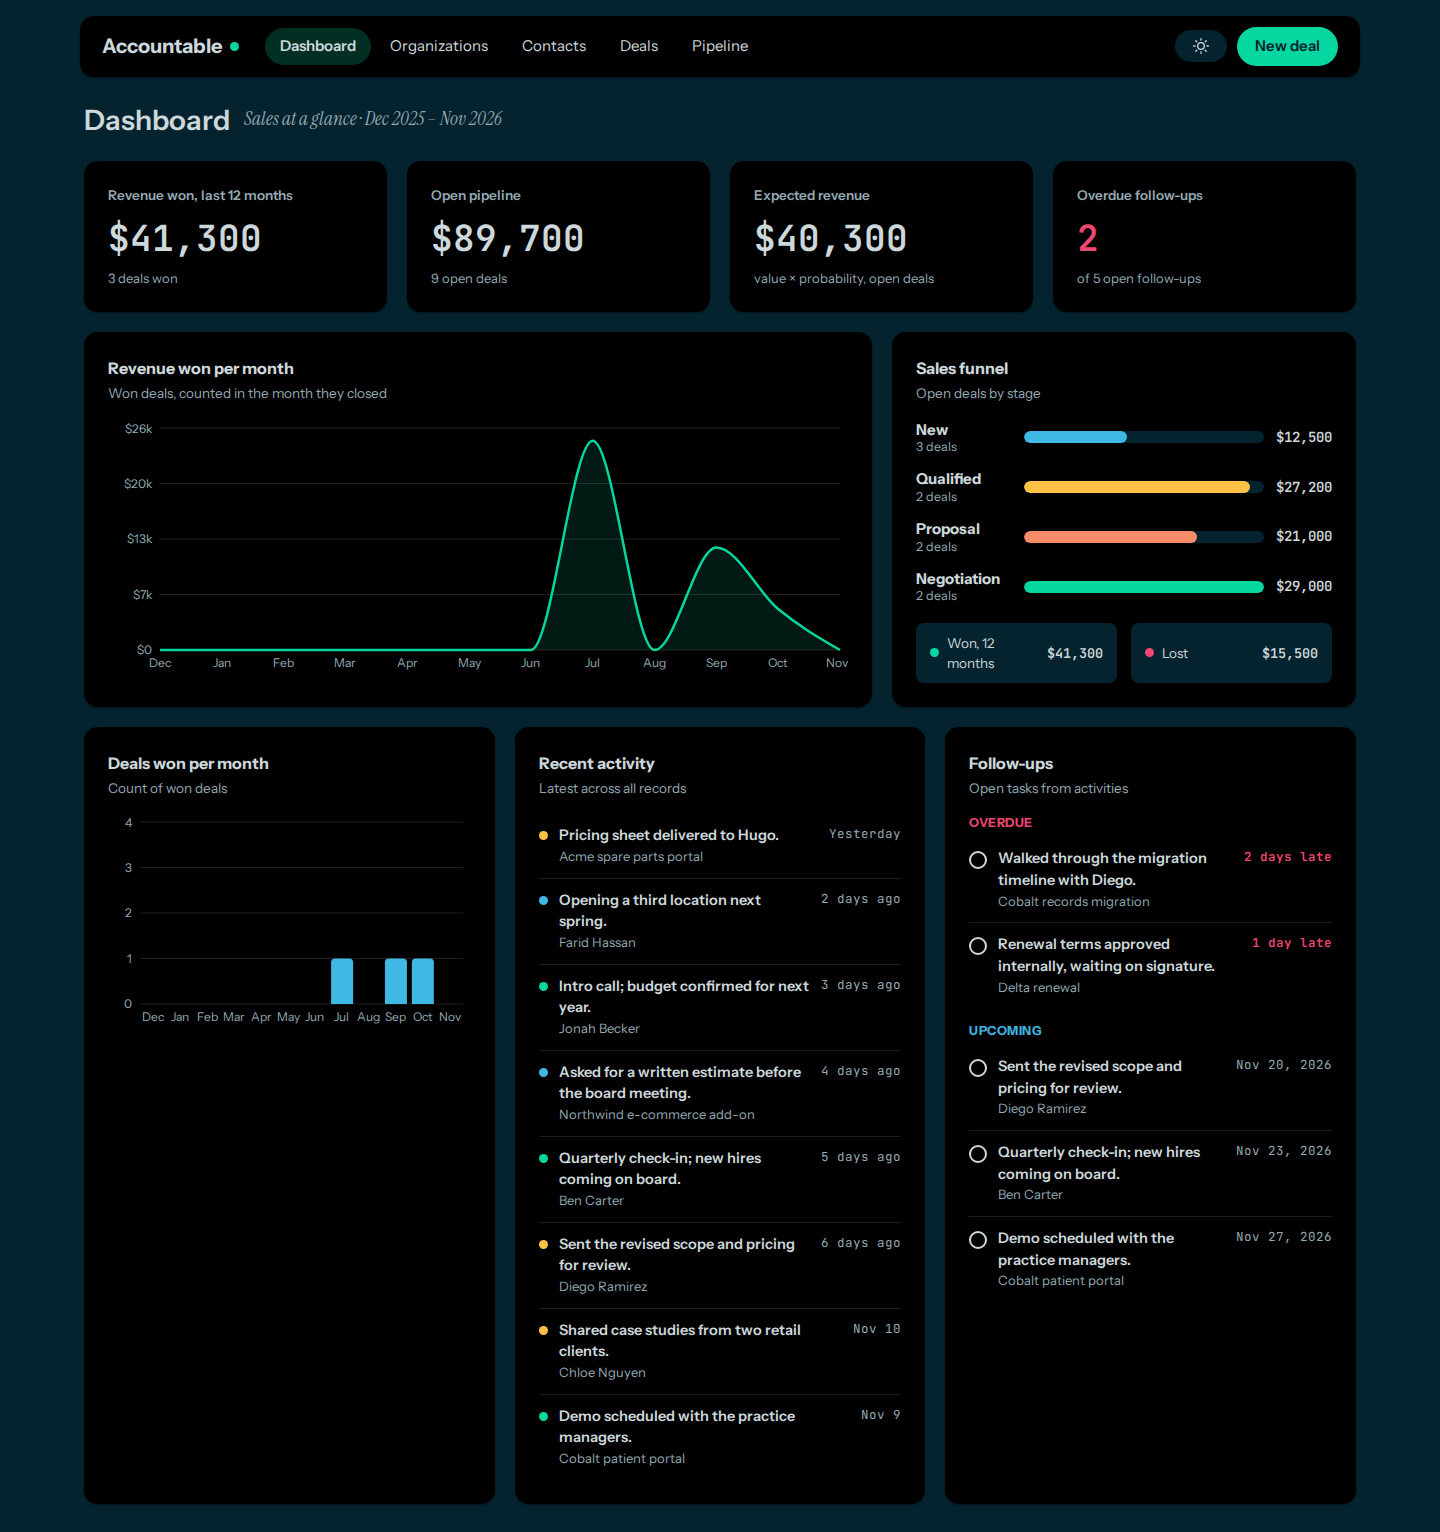 Accountable
Dashboard
Organizations
Contacts
Deals
Pipeline
New deal
Dashboard
Sales at a glance · Dec 2025 – Nov 2026
Revenue won, last 12 months
$41,300
3 deals won
Open pipeline
$89,700
9 open deals
Expected revenue
$40,300
value × probability, open deals
Overdue follow-ups
2
of 5 open follow-ups
Revenue won per month
Won deals, counted in the month they closed
$26k
$20k
$13k
$7k
$0
Dec Jan Feb Mar Apr May Jun Jul Aug Sep Oct Nov
Sales funnel
Open deals by stage
New
3 deals
$12,500
Qualified
2 deals
$27,200
Proposal
2 deals
$21,000
Negotiation
2 deals
$29,000
Won, 12
months
$41,300
Lost
$15,500
Deals won per month
Count of won deals
4
3
2
1
0
Dec Jan Feb Mar Apr May Jun Jul Aug Sep Oct Nov
Recent activity
Latest across all records
Pricing sheet delivered to Hugo.
Yesterday
Acme spare parts portal
Opening a third location next
spring.
2 days ago
Farid Hassan
Intro call; budget confirmed for next
year.
3 days ago
Jonah Becker
Asked for a written estimate before
the board meeting.
4 days ago
Northwind e-commerce add-on
Quarterly check-in; new hires
coming on board.
5 days ago
Ben Carter
Sent the revised scope and pricing
for review.
6 days ago
Diego Ramirez
Shared case studies from two retail
clients.
Nov 10
Chloe Nguyen
Demo scheduled with the practice
managers.
Nov 9
Cobalt patient portal
Follow-ups
Open tasks from activities
OVERDUE
Walked through the migration
timeline with Diego.
2 days late
Cobalt records migration
Renewal terms approved
internally, waiting on signature.
1 day late
Delta renewal
UPCOMING
Sent the revised scope and
pricing for review.
Nov 20, 2026
Diego Ramirez
Quarterly check-in; new hires
coming on board.
Nov 23, 2026
Ben Carter
Demo scheduled with the
practice managers.
Nov 27, 2026
Cobalt patient portal